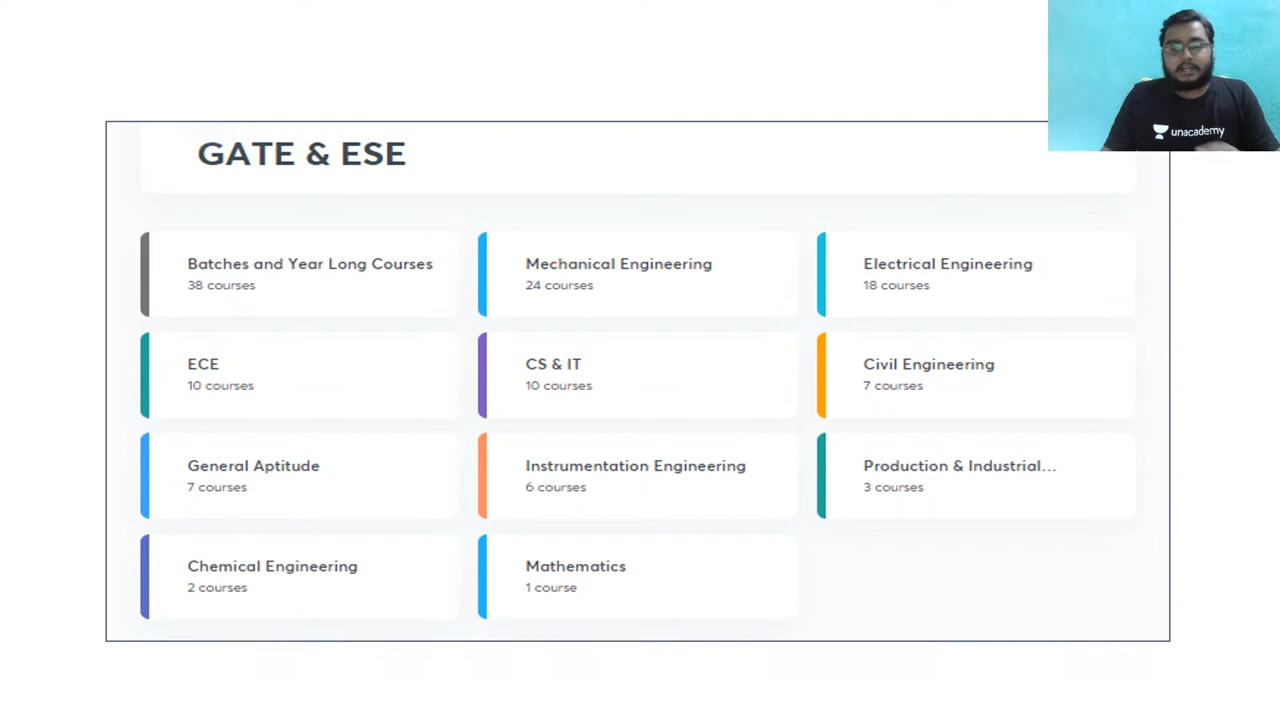 unacademy
GATE & ESE
Batches and Year Long Courses
38 courses
Mechanical Engineering
24 courses
Electrical Engineering
18 courses
ECE
10 courses
CS & IT
10 courses
Civil Engineering
7 courses
General Aptitude
7 courses
Instrumentation Engineering
6 courses
Production & Industrial...
3 courses
Chemical Engineering
2 courses
Mathematics
1 course